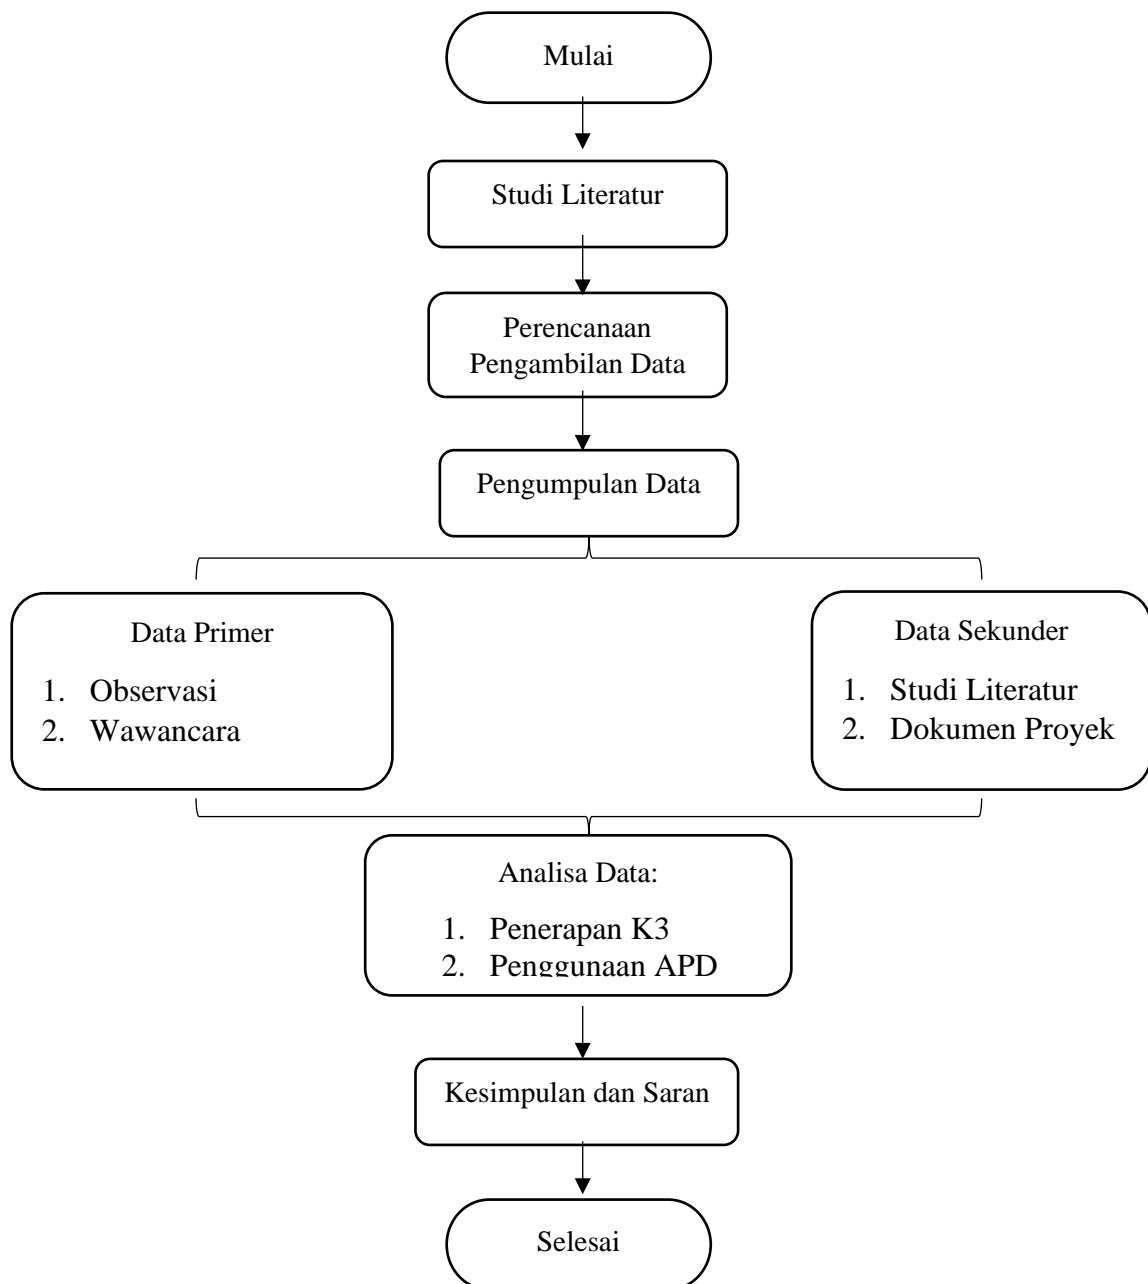 Mulai
Studi Literatur
Perencanaan
Pengambilan Data
Pengumpulan Data
Data Primer
1. Observasi
2. Wawancara
Data Sekunder
1. Studi Literatur
2. Dokumen Proyek
Analisa Data:
1. Penerapan K3
2. Penggunaan APD
Kesimpulan dan Saran
Selesai